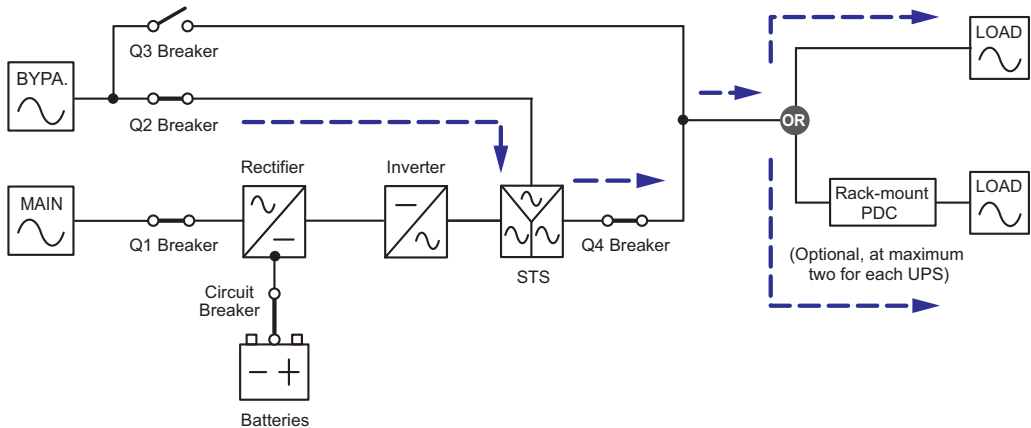 Q3 Breaker
LOAD
BYPA.
OR
Q2 Breaker
Rectifier
Inverter
MAIN
Rack-mount
PDC
LOAD
Q1 Breaker
STS
Q4 Breaker
(Optional, at maximum
two for each UPS)
Circuit
Breaker
Batteries